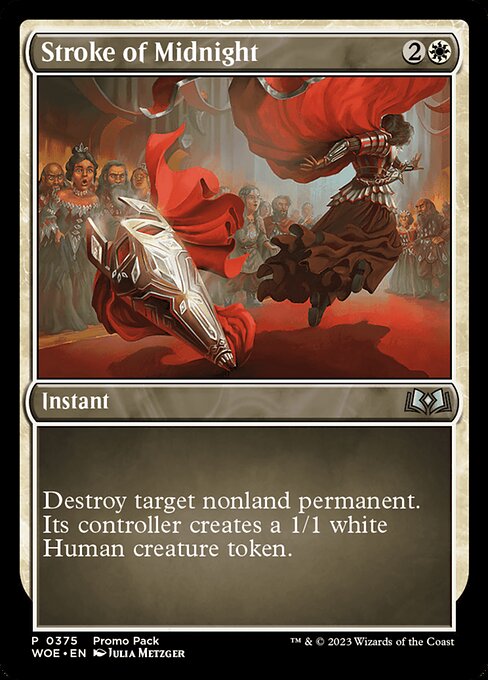 Stroke of Midnight 2
Instant
Destroy target nonland permanent.
Its controller creates a 1/1 white
Human creature token.
P 0375 Promo Pack ™ & © 2023 Wizards of the Coast
WOE • EN Julia Metzger